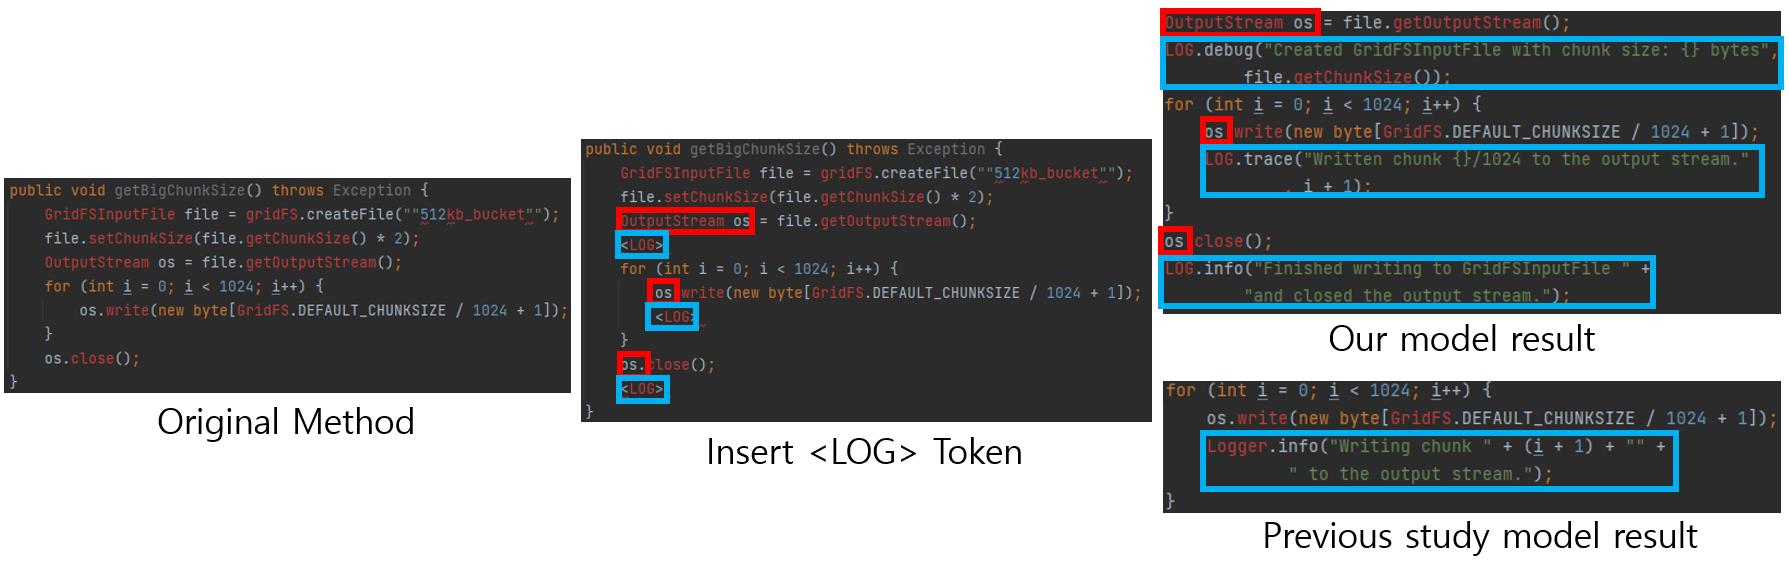 public void getBigChunkSize() throws Exception {
GridFSInputFile file = gridFS.createFile(""512kb_bucket"");
file.setChunkSize(file.getChunkSize() * 2);
OutputStream os = file.getOutputStream();
for (int i = 0; i < 1024; i++) {
os.write(new byte[GridFS.DEFAULT_CHUNKSIZE / 1024 + 1]);
}
os.close();
}
Original Method
public void getBigChunkSize() throws Exception {
GridFSInputFile file = gridFS.createFile(""512kb_bucket"");
file.setChunkSize(file.getChunkSize() * 2);
OutputStream os = file.getOutputStream();
<LOG>
for (int i = 0; i < 1024; i++) {
os.write(new byte[GridFS.DEFAULT_CHUNKSIZE / 1024 + 1]);
<LOG>
}
os.close();
<LOG>
}
Insert <LOG> Token
OutputStream os = file.getOutputStream();
LOG.debug("Created GridFSInputFile with chunk size: {} bytes",
file.getChunkSize());
for (int i = 0; i < 1024; i++) {
os.write(new byte[GridFS.DEFAULT_CHUNKSIZE / 1024 + 1]);
LOG.trace("Written chunk {}/1024 to the output stream."
, i + 1);
}
os.close();
LOG.info("Finished writing to GridFSInputFile " +
"and closed the output stream.");
Our model result
for (int i = 0; i < 1024; i++) {
os.write(new byte[GridFS.DEFAULT_CHUNKSIZE / 1024 + 1]);
Logger.info("Writing chunk " + (i + 1) + "" +
" to the output stream.");
}
Previous study model result